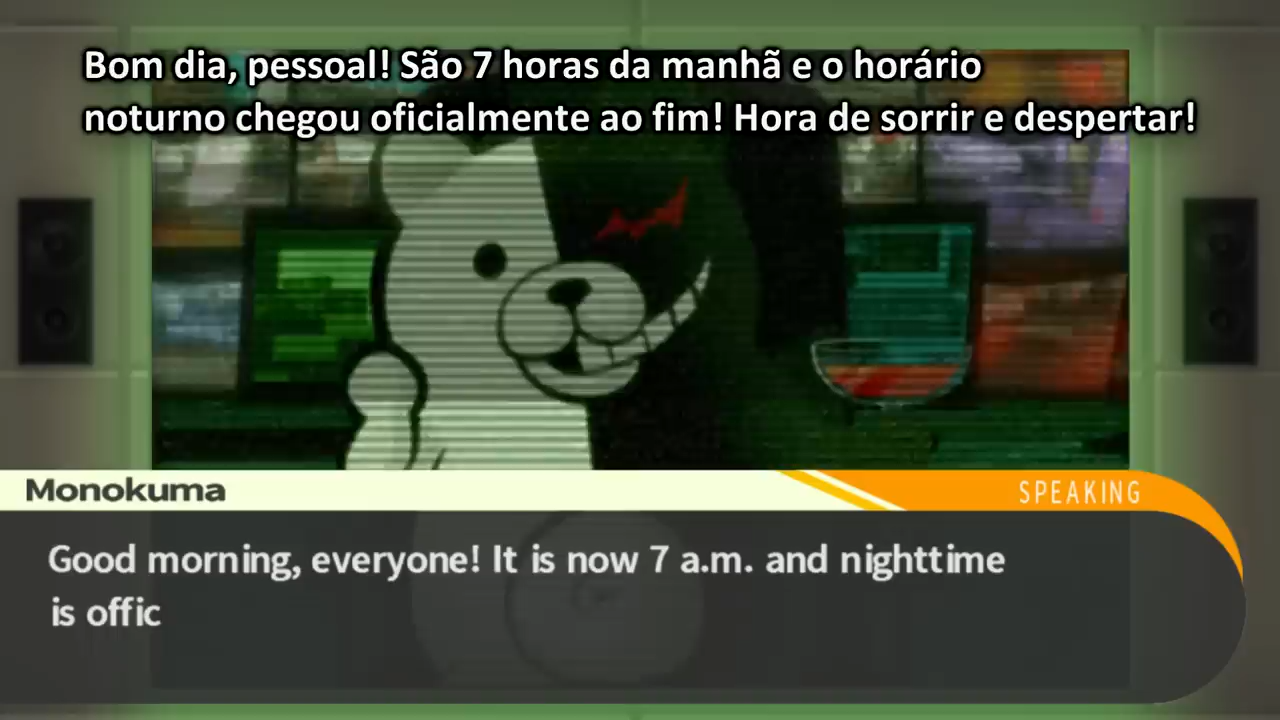 Bom dia, pessoal! São 7 horas da manhã e o horário
noturno chegou oficialmente ao fim! Hora de sorrir e despertar!
Monokuma
SPEAKING
Good morning, everyone! It is now 7 a.m. and nighttime
is offic